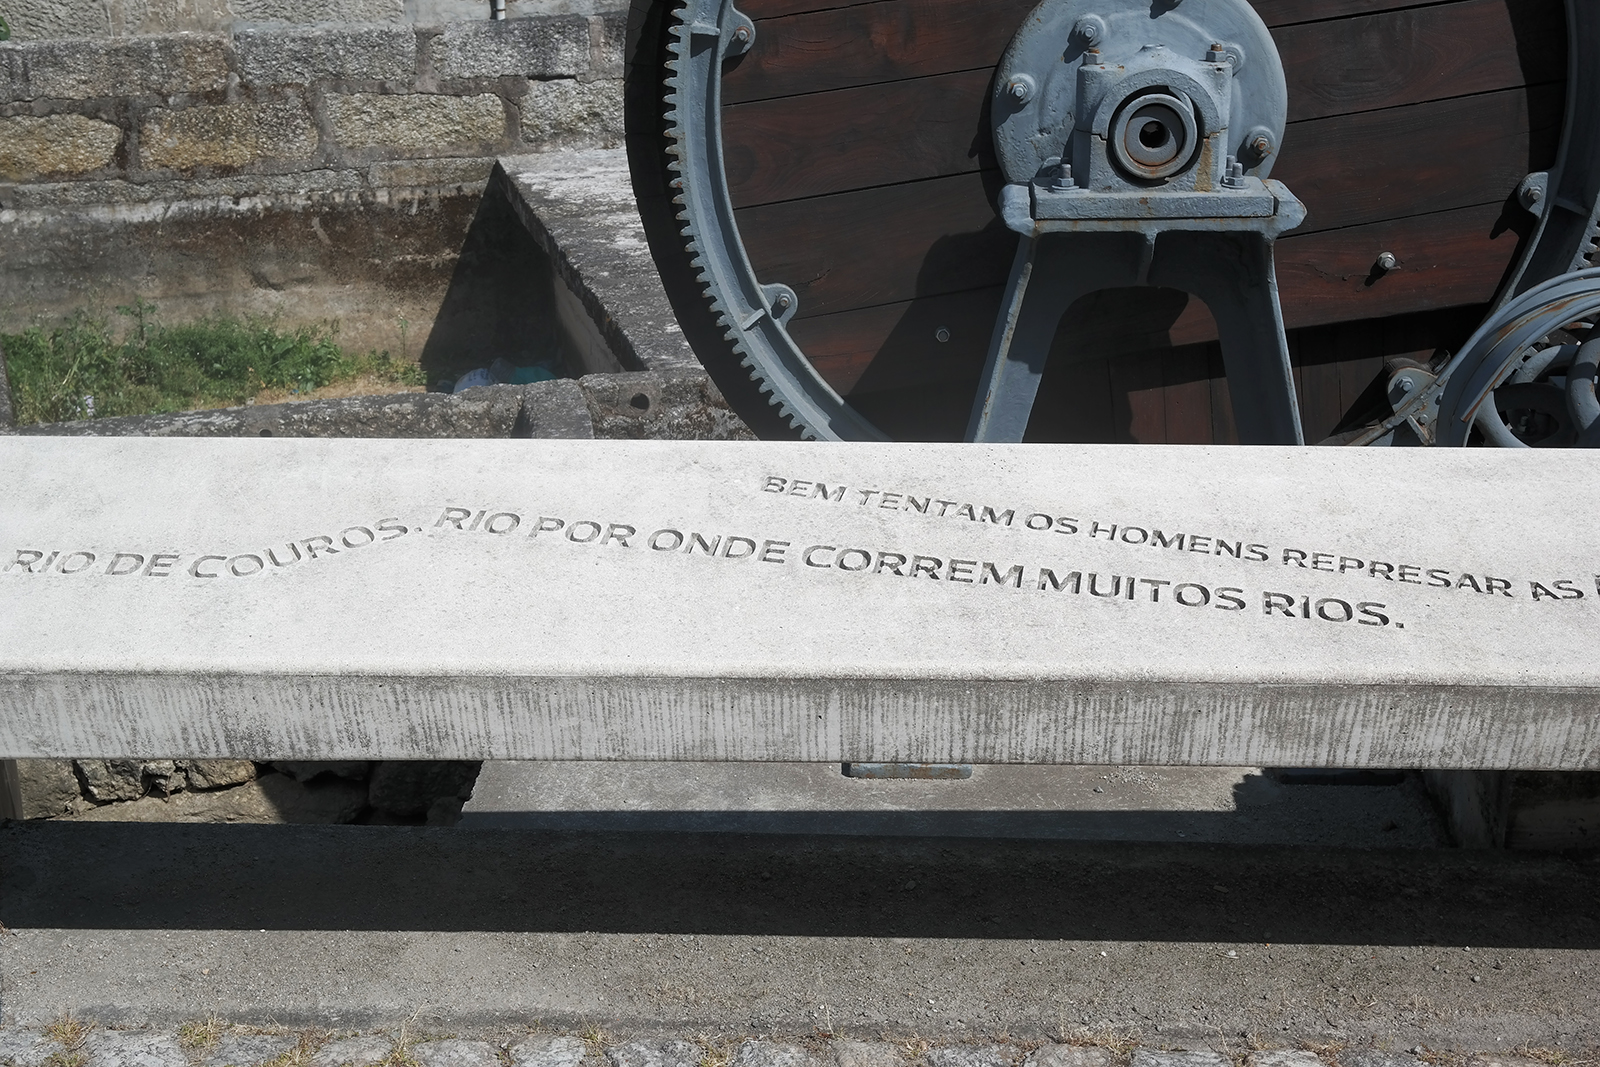 BEM TENTAM OS HOMENS REPRESAR AS
RIO DE COUROS. RIO POR ONDE CORREM MUITOS RIOS.